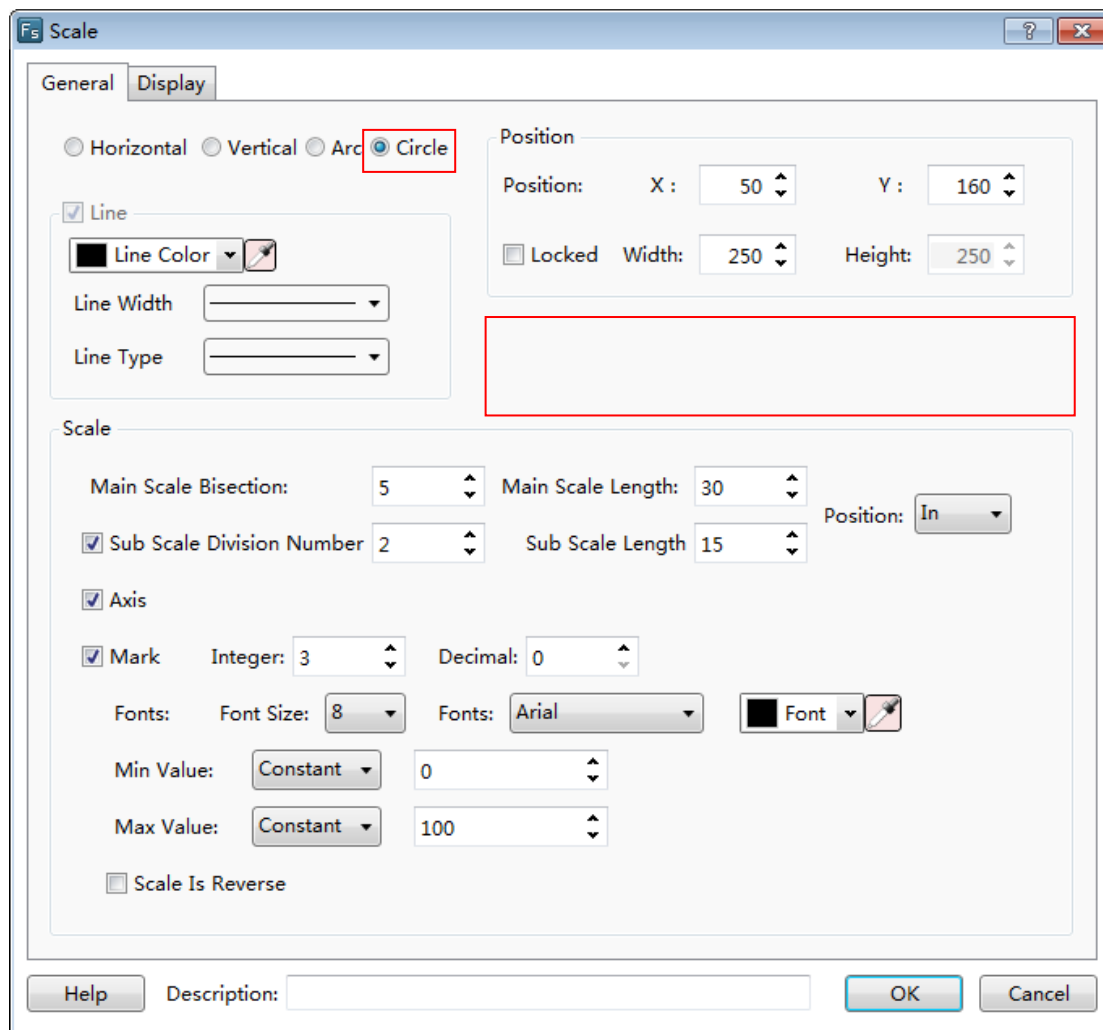 Fs Scale ?
General Display
Horizontal Vertical Arc Circle
Position
Position: X : 50 Y : 160
Locked Width: 250 Height: 250
Line
Line Color
Line Width
Line Type
Scale
Main Scale Bisection: 5 Main Scale Length: 30
Position: In
Sub Scale Division Number 2 Sub Scale Length 15
Axis
Mark Integer: 3 Decimal: 0
Fonts: Font Size: 8 Fonts: Arial Font
Min Value: Constant 0
Max Value: Constant 100
Scale Is Reverse
Help Description: OK Cancel